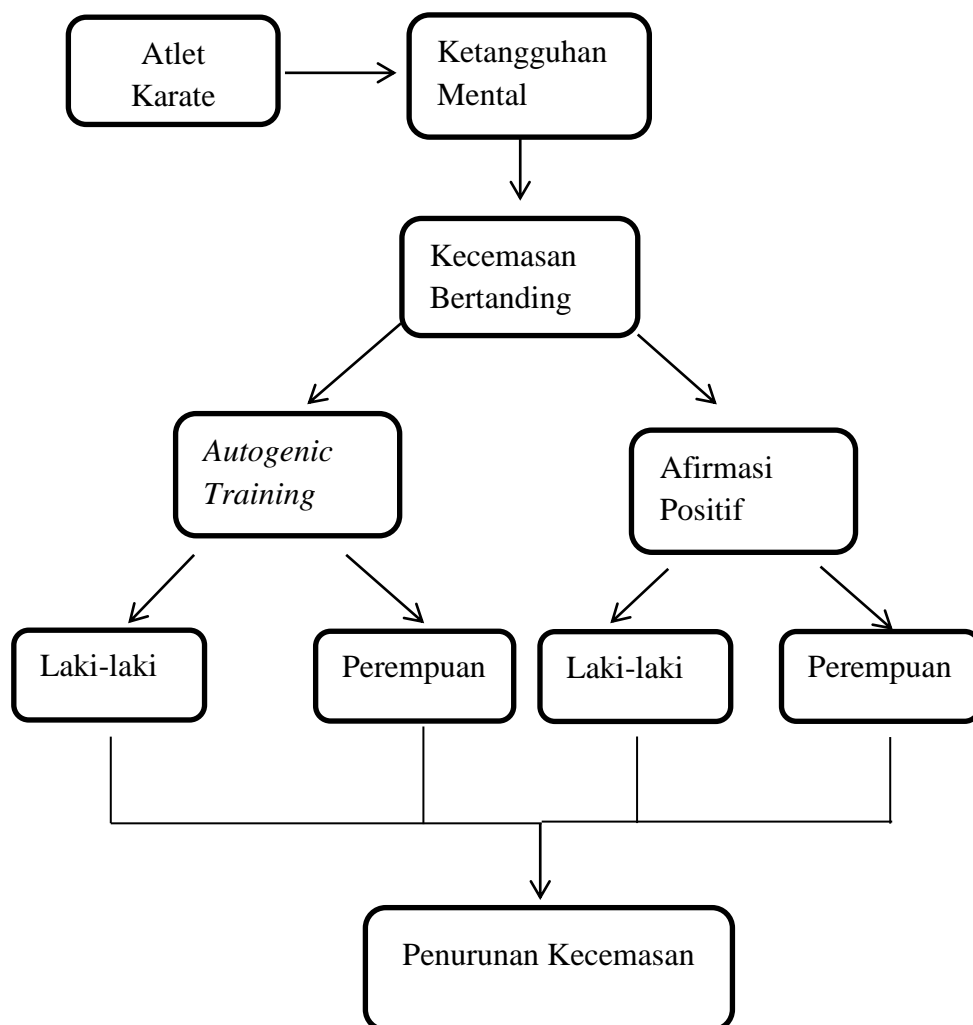 Atlet
Karate
Ketangguhan
Mental
Kecemasan
Bertanding
Autogenic
Training
Afirmasi
Positif
Laki-laki
Perempuan
Laki-laki
Perempuan
Penurunan Kecemasan